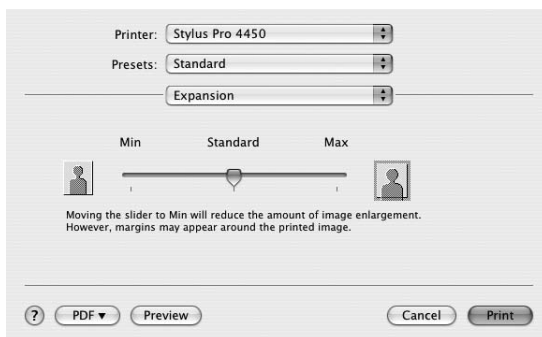 Printer: Stylus Pro 4450
Presets: Standard
Expansion
Min Standard Max
Moving the slider to Min will reduce the amount of image enlargement.
However, margins may appear around the printed image.
? PDF ▼ Preview Cancel Print